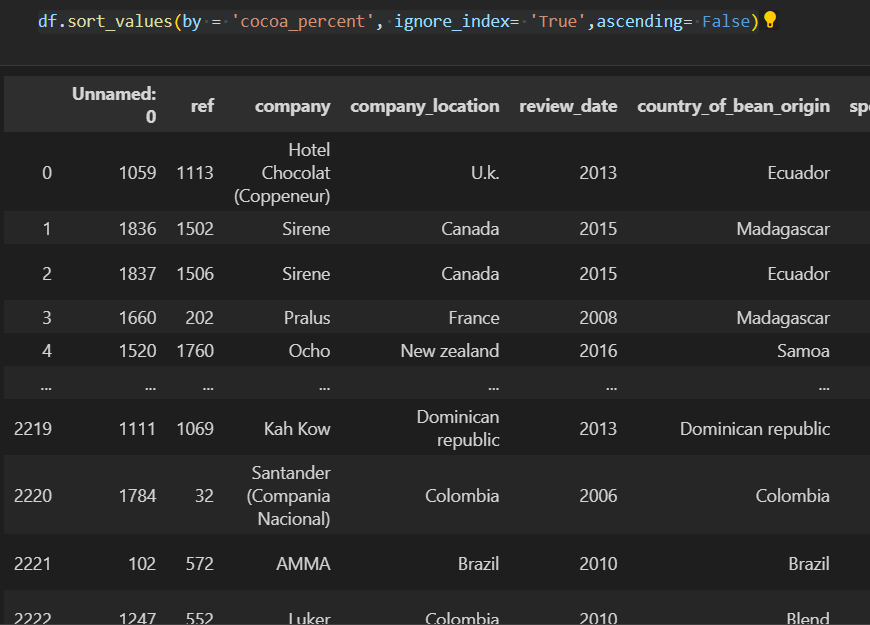 df.sort_values(by = 'cocoa_percent', ignore_index= 'True',ascending= False)
Unnamed: 0 ref company company_location review_date country_of_bean_origin
0 1059 1113 Hotel Chocolat (Coppeneur) U.k. 2013 Ecuador
1 1836 1502 Sirene Canada 2015 Madagascar
2 1837 1506 Sirene Canada 2015 Ecuador
3 1660 202 Pralus France 2008 Madagascar
4 1520 1760 Ocho New zealand 2016 Samoa
... ... ... ... ... ... ...
2219 1111 1069 Kah Kow Dominican republic 2013 Dominican republic
2220 1784 32 Santander (Compania Nacional) Colombia 2006 Colombia
2221 102 572 AMMA Brazil 2010 Brazil
2222 1247 552 Luker Colombia 2010 Blend